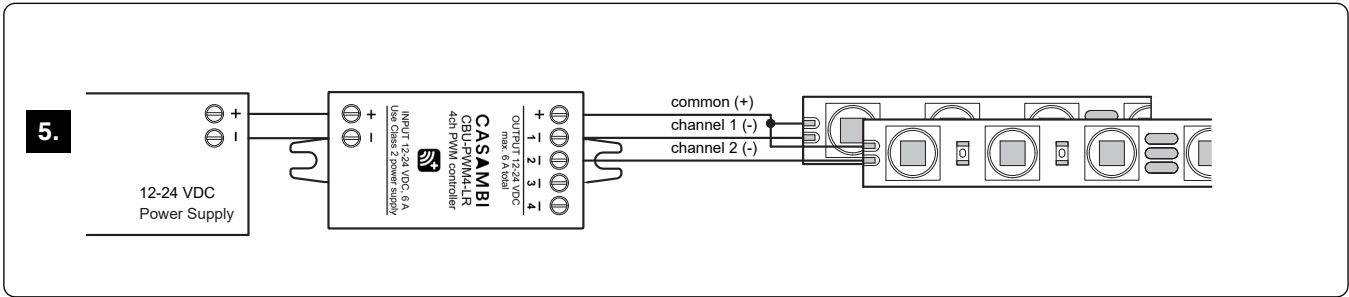 5.
+
−
12-24 VDC
Power Supply
+
−
INPUT 12-24 VDC, 6 A
Use Class 2 power supply
CASAMBI
CBU-PWM4-LR
4ch PWM controller
OUTPUT 12-24 VDC
max. 6 A total
+
1 −
2 −
3 −
4 −
common (+)
channel 1 (-)
channel 2 (-)